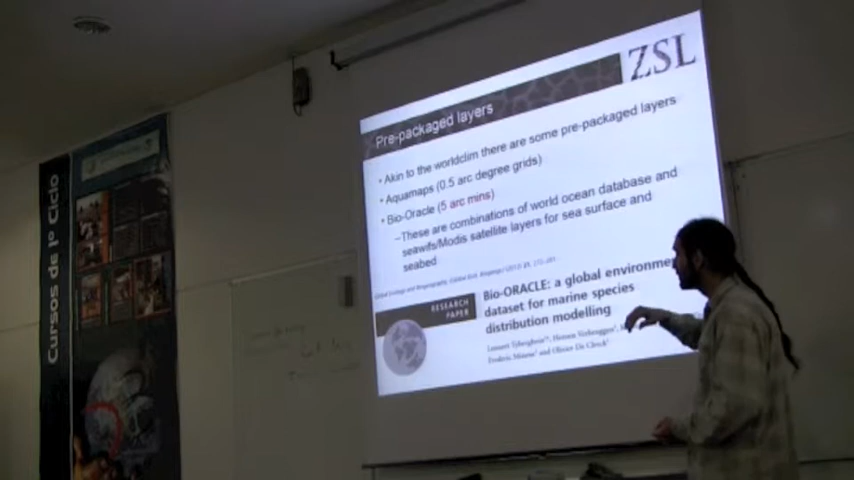 ZSL
Pre-packaged layers
• Akin to the worldclim there are some pre-packaged layers
• Aquamaps (0.5 arc degree grids)
• Bio-Oracle (5 arc mins)
–These are combinations of world ocean database and
seawifs/Modis satellite layers for sea surface and
seabed
RESEARCH
PAPER
Bio-ORACLE: a global environme
dataset for marine species
distribution modelling
Cursos de 1º Ciclo